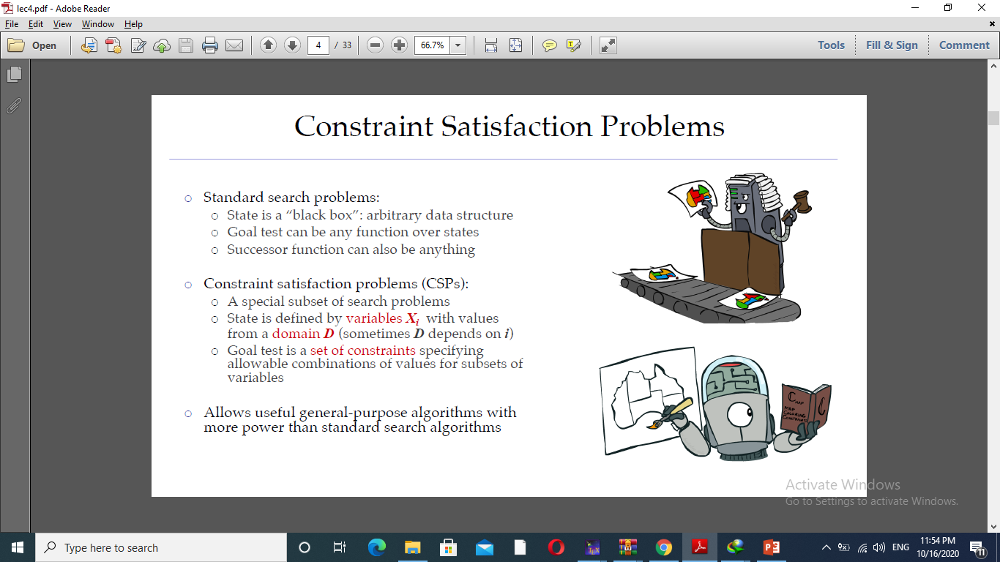 lec4.pdf - Adobe Reader
File Edit View Window Help
Open 4 / 33 66.7% Tools Fill & Sign Comment
Constraint Satisfaction Problems
Standard search problems:
State is a “black box”: arbitrary data structure
Goal test can be any function over states
Successor function can also be anything
Constraint satisfaction problems (CSPs):
A special subset of search problems
State is defined by variables Xi with values
from a domain D (sometimes D depends on i)
Goal test is a set of constraints specifying
allowable combinations of values for subsets of
variables
Allows useful general-purpose algorithms with
more power than standard search algorithms
MAP
COLORING
Activate Windows
Go to Settings to activate Windows.
Type here to search
ENG
11:54 PM
10/16/2020
11